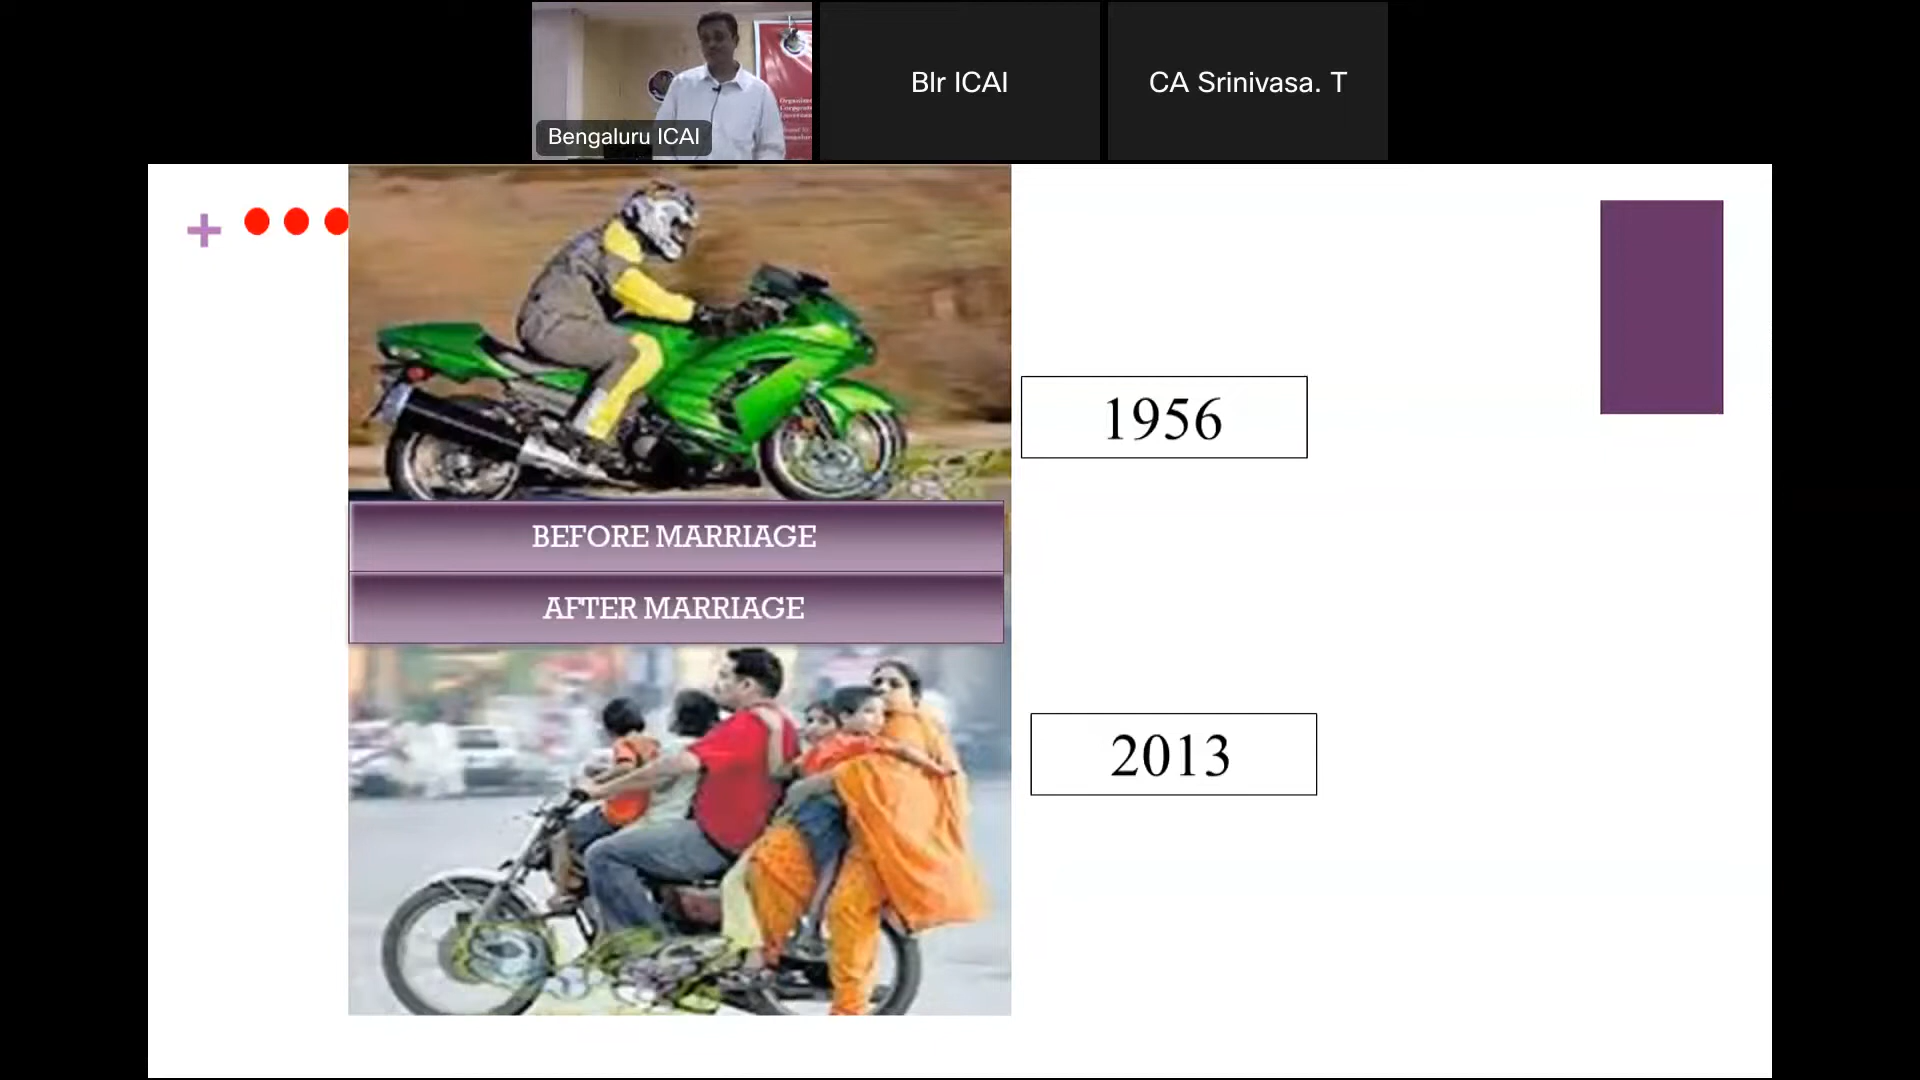 Bengaluru ICAI
Blr ICAI
CA Srinivasa. T
+
1956
BEFORE MARRIAGE
AFTER MARRIAGE
2013